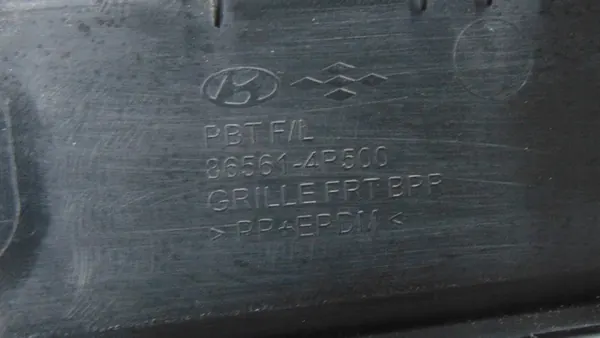 PBT F/L
86561-4P500
GRILLE FRT BPR
>PP+EPDM<